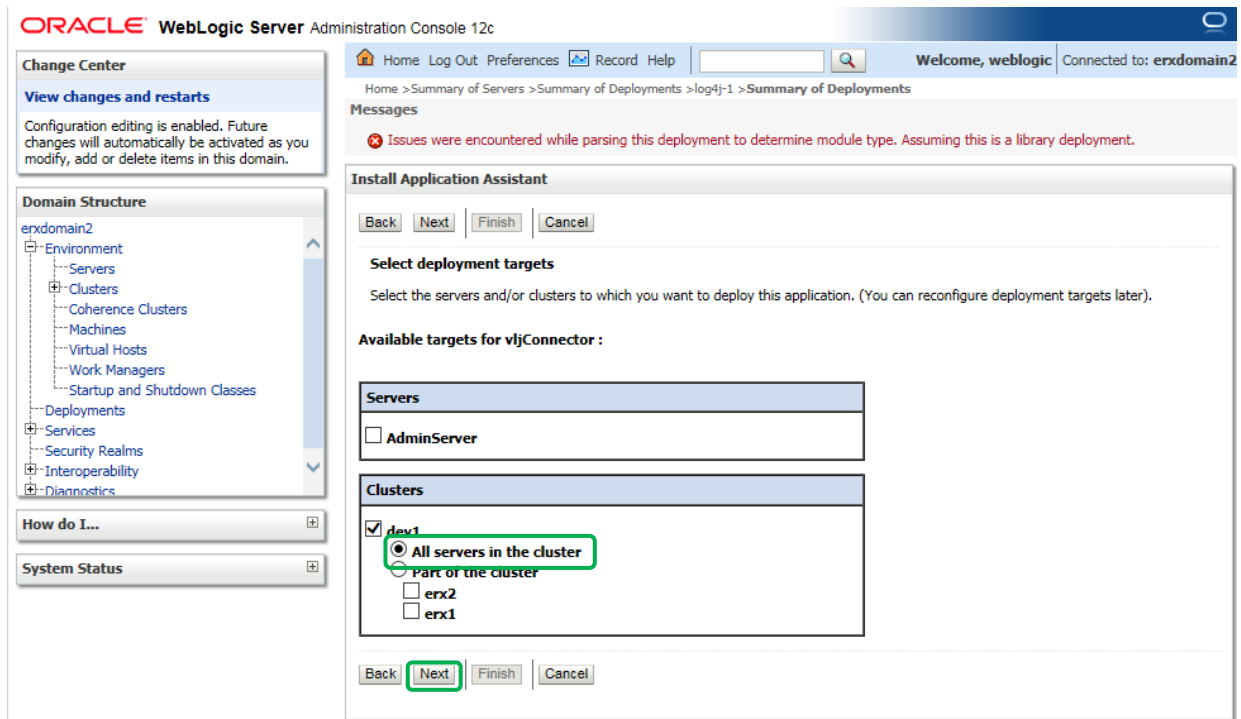 ORACLE WebLogic Server Administration Console 12c
Change Center
View changes and restarts
Configuration editing is enabled. Future
changes will automatically be activated as you
modify, add or delete items in this domain.
Domain Structure
erxdomain2
Environment
Servers
Clusters
Coherence Clusters
Machines
Virtual Hosts
Work Managers
Startup and Shutdown Classes
Deployments
Services
Security Realms
Interoperability
Diagnostics
How do I...
System Status
Home Log Out Preferences Record Help
Welcome, weblogic Connected to: erxdomain2
Home >Summary of Servers >Summary of Deployments >log4j-1 >Summary of Deployments
Messages
Issues were encountered while parsing this deployment to determine module type. Assuming this is a library deployment.
Install Application Assistant
Back Next Finish Cancel
Select deployment targets
Select the servers and/or clusters to which you want to deploy this application. (You can reconfigure deployment targets later).
Available targets for vljConnector :
Servers
AdminServer
Clusters
dev1
All servers in the cluster
Part of the cluster
erx2
erx1
Back Next Finish Cancel